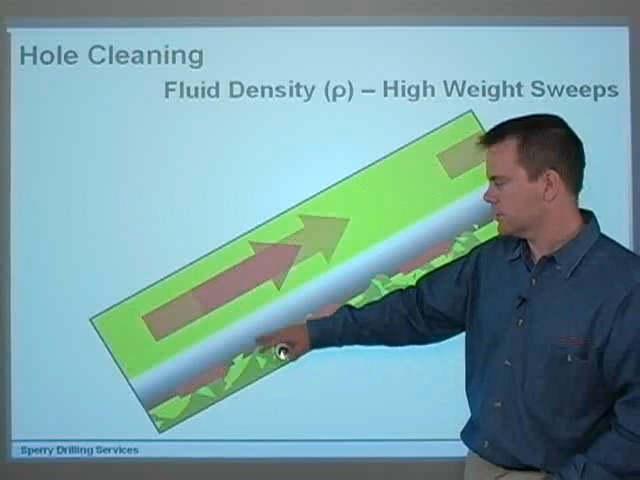 Hole Cleaning
Fluid Density (ρ) – High Weight Sweeps
Sperry Drilling Services